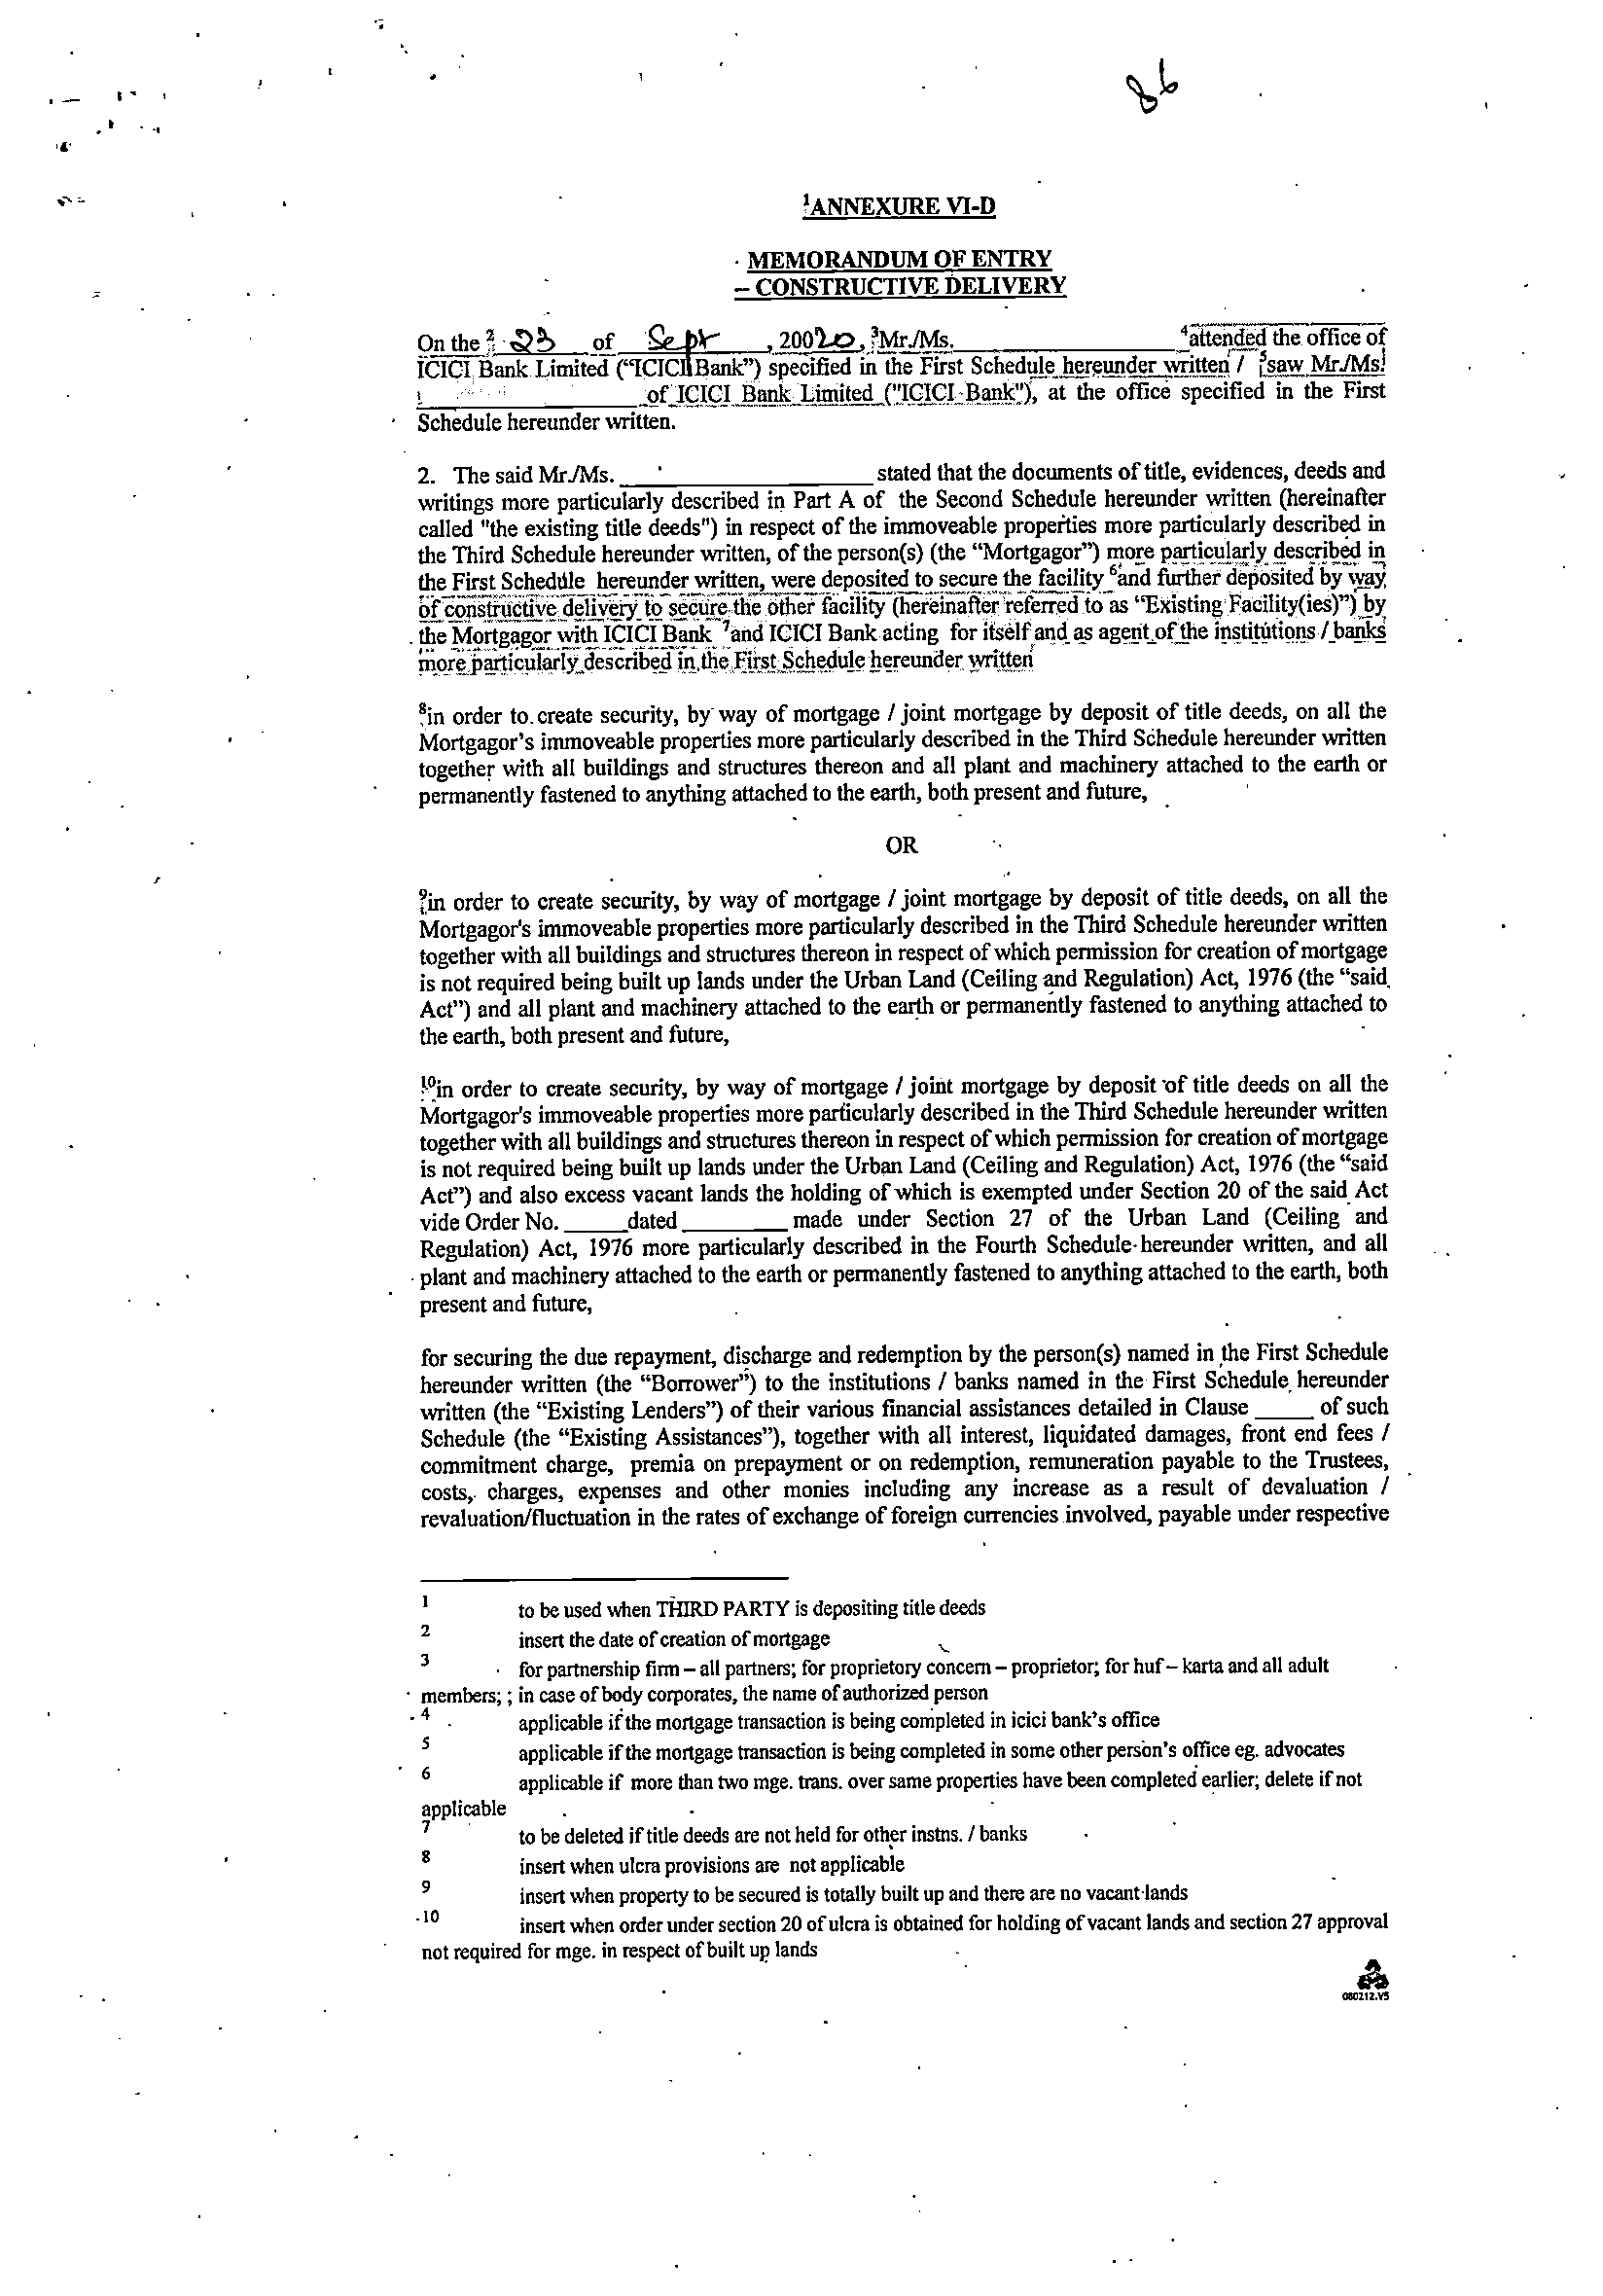 86
¹ANNEXURE VI-D
MEMORANDUM OF ENTRY
– CONSTRUCTIVE DELIVERY
On the ² 23 of Sept , 20020, ³Mr./Ms. ____________________ ⁴attended the office of
ICICI Bank Limited (“ICICI Bank”) specified in the First Schedule hereunder written / ⁵saw Mr./Ms.
____________________ of ICICI Bank Limited ("ICICI Bank"), at the office specified in the First
Schedule hereunder written.
2. The said Mr./Ms. ____________________ stated that the documents of title, evidences, deeds and
writings more particularly described in Part A of the Second Schedule hereunder written (hereinafter
called "the existing title deeds") in respect of the immoveable properties more particularly described in
the Third Schedule hereunder written, of the person(s) (the “Mortgagor”) more particularly described in
the First Schedule hereunder written, were deposited to secure the facility ⁶and further deposited by way
of constructive delivery to secure the other facility (hereinafter referred to as “Existing Facility(ies)”) by
the Mortgagor with ICICI Bank ⁷and ICICI Bank acting for itself and as agent of the institutions / banks
more particularly described in the First Schedule hereunder written
⁸in order to create security, by way of mortgage / joint mortgage by deposit of title deeds, on all the
Mortgagor’s immoveable properties more particularly described in the Third Schedule hereunder written
together with all buildings and structures thereon and all plant and machinery attached to the earth or
permanently fastened to anything attached to the earth, both present and future,
OR
⁹in order to create security, by way of mortgage / joint mortgage by deposit of title deeds, on all the
Mortgagor's immoveable properties more particularly described in the Third Schedule hereunder written
together with all buildings and structures thereon in respect of which permission for creation of mortgage
is not required being built up lands under the Urban Land (Ceiling and Regulation) Act, 1976 (the “said
Act”) and all plant and machinery attached to the earth or permanently fastened to anything attached to
the earth, both present and future,
¹⁰in order to create security, by way of mortgage / joint mortgage by deposit of title deeds on all the
Mortgagor's immoveable properties more particularly described in the Third Schedule hereunder written
together with all buildings and structures thereon in respect of which permission for creation of mortgage
is not required being built up lands under the Urban Land (Ceiling and Regulation) Act, 1976 (the “said
Act”) and also excess vacant lands the holding of which is exempted under Section 20 of the said Act
vide Order No. ______dated __________ made under Section 27 of the Urban Land (Ceiling and
Regulation) Act, 1976 more particularly described in the Fourth Schedule hereunder written, and all
plant and machinery attached to the earth or permanently fastened to anything attached to the earth, both
present and future,
for securing the due repayment, discharge and redemption by the person(s) named in the First Schedule
hereunder written (the “Borrower”) to the institutions / banks named in the First Schedule hereunder
written (the “Existing Lenders”) of their various financial assistances detailed in Clause _____ of such
Schedule (the “Existing Assistances”), together with all interest, liquidated damages, front end fees /
commitment charge, premia on prepayment or on redemption, remuneration payable to the Trustees,
costs, charges, expenses and other monies including any increase as a result of devaluation /
revaluation/fluctuation in the rates of exchange of foreign currencies involved, payable under respective
1 to be used when THIRD PARTY is depositing title deeds
2 insert the date of creation of mortgage
3 for partnership firm – all partners; for proprietory concern – proprietor; for huf – karta and all adult
members; ; in case of body corporates, the name of authorized person
4 applicable if the mortgage transaction is being completed in icici bank’s office
5 applicable if the mortgage transaction is being completed in some other person’s office eg. advocates
6 applicable if more than two mge. trans. over same properties have been completed earlier; delete if not
applicable
7 to be deleted if title deeds are not held for other instns. / banks
8 insert when ulcra provisions are not applicable
9 insert when property to be secured is totally built up and there are no vacant lands
10 insert when order under section 20 of ulcra is obtained for holding of vacant lands and section 27 approval
not required for mge. in respect of built up lands
080212.V5